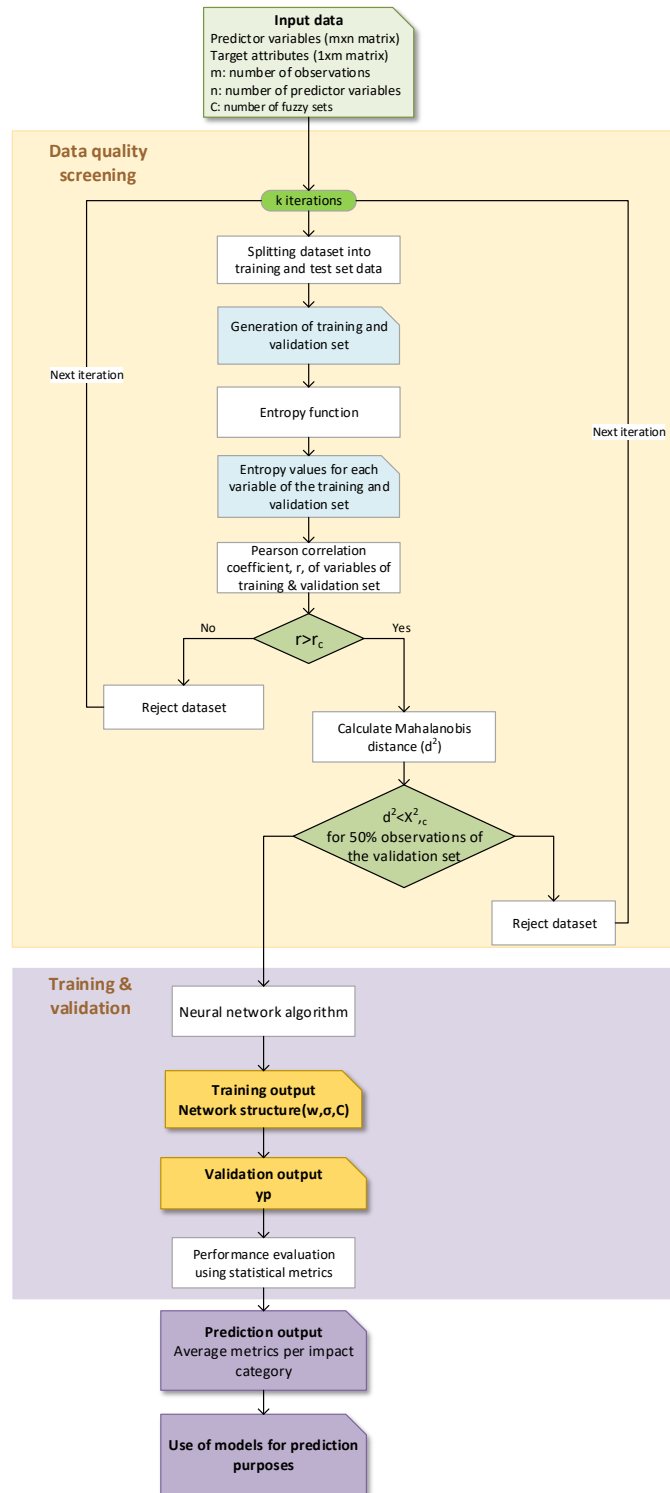 Input data
Predictor variables (mxn matrix)
Target attributes (1xm matrix)
m: number of observations
n: number of predictor variables
C: number of fuzzy sets
Data quality
screening
k iterations
Splitting dataset into
training and test set data
Generation of training and
validation set
Next iteration
Entropy function
Next iteration
Entropy values for each
variable of the training and
validation set
Pearson correlation
coefficient, r, of variables of
training & validation set
No
Yes
r>r_c
Reject dataset
Calculate Mahalanobis
distance (d²)
d²<X²,_c
for 50% observations of
the validation set
Reject dataset
Training &
validation
Neural network algorithm
Training output
Network structure(w,σ,C)
Validation output
yp
Performance evaluation
using statistical metrics
Prediction output
Average metrics per impact
category
Use of models for prediction
purposes